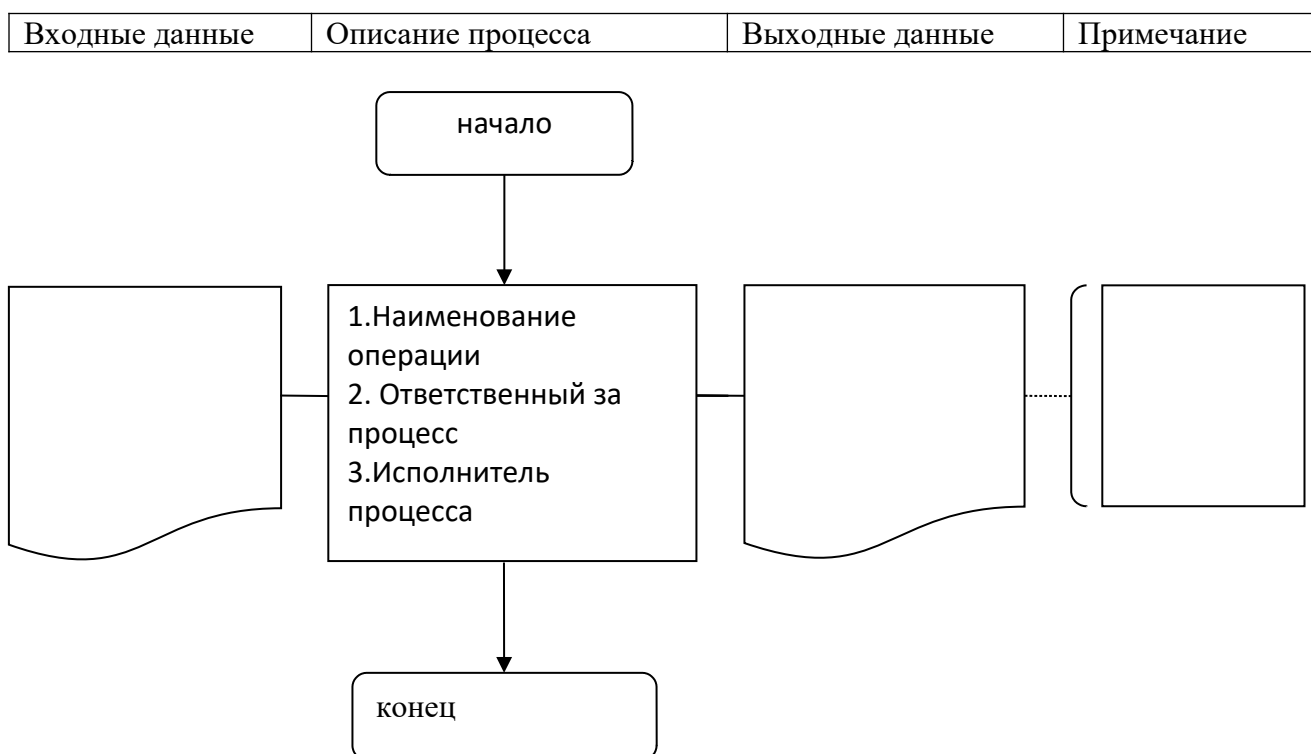 Входные данные
Описание процесса
Выходные данные
Примечание
начало
1.Наименование
операции
2. Ответственный за
процесс
3.Исполнитель
процесса
конец